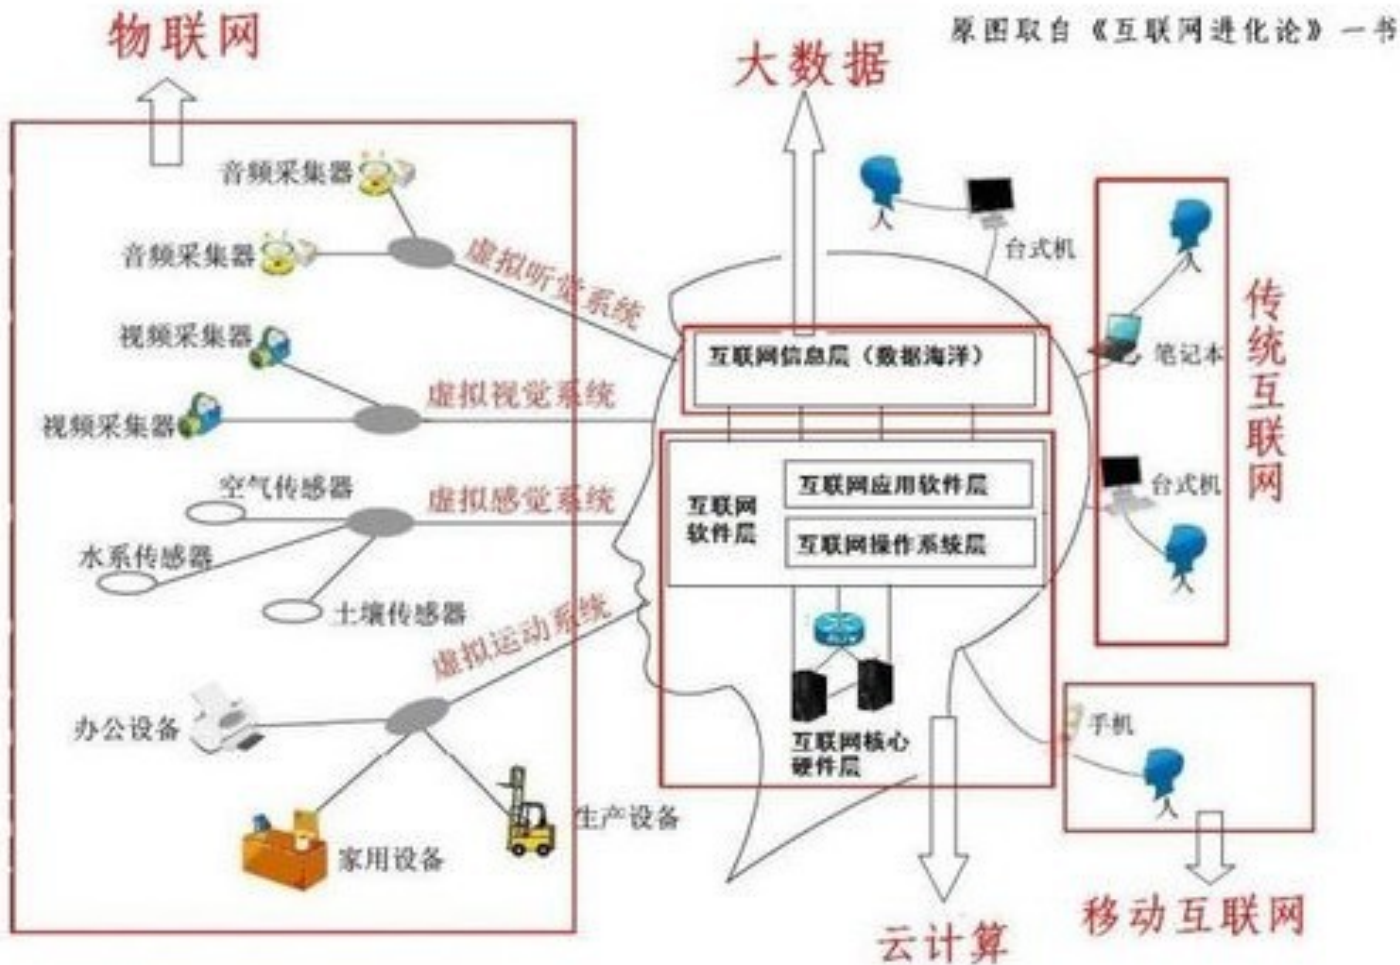 物联网
原图取自《互联网进化论》一书
大数据
音频采集器
音频采集器
视频采集器
视频采集器
空气传感器
水系传感器
土壤传感器
办公设备
家用设备
生产设备
虚拟听觉系统
虚拟视觉系统
虚拟感觉系统
虚拟运动系统
互联网信息层（数据海洋）
互联网
软件层
互联网应用软件层
互联网操作系统层
互联网核心
硬件层
人
台式机
人
笔记本
台式机
人
传统互联网
手机
人
移动互联网
云计算